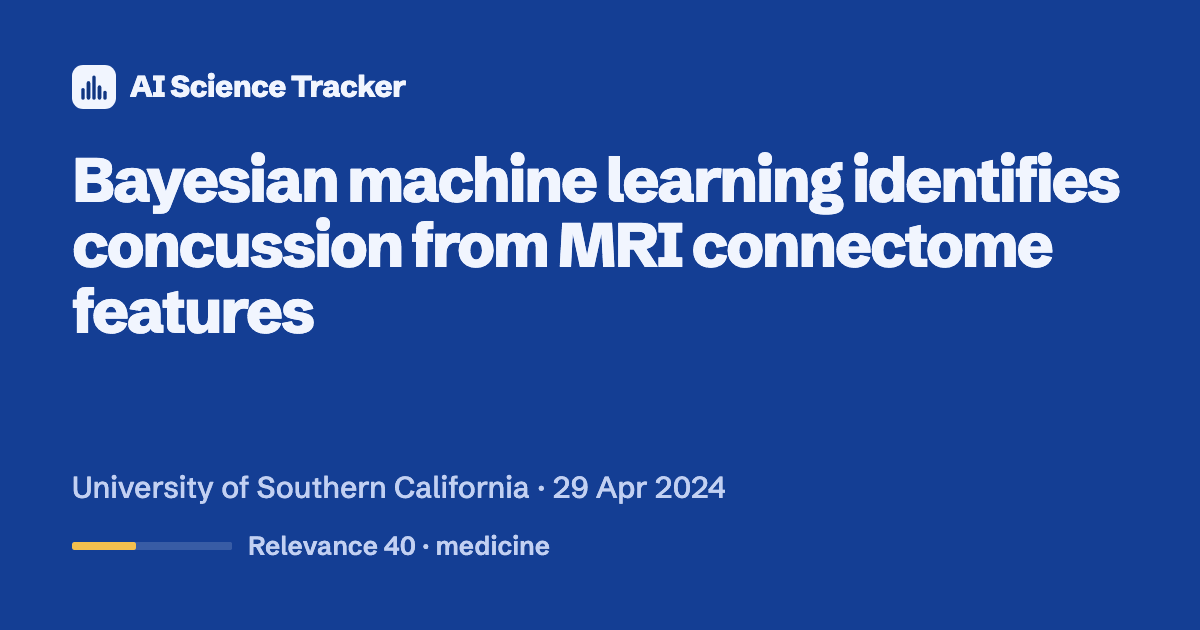 AI Science Tracker
Bayesian machine learning identifies
concussion from MRI connectome
features
University of Southern California · 29 Apr 2024
Relevance 40 · medicine